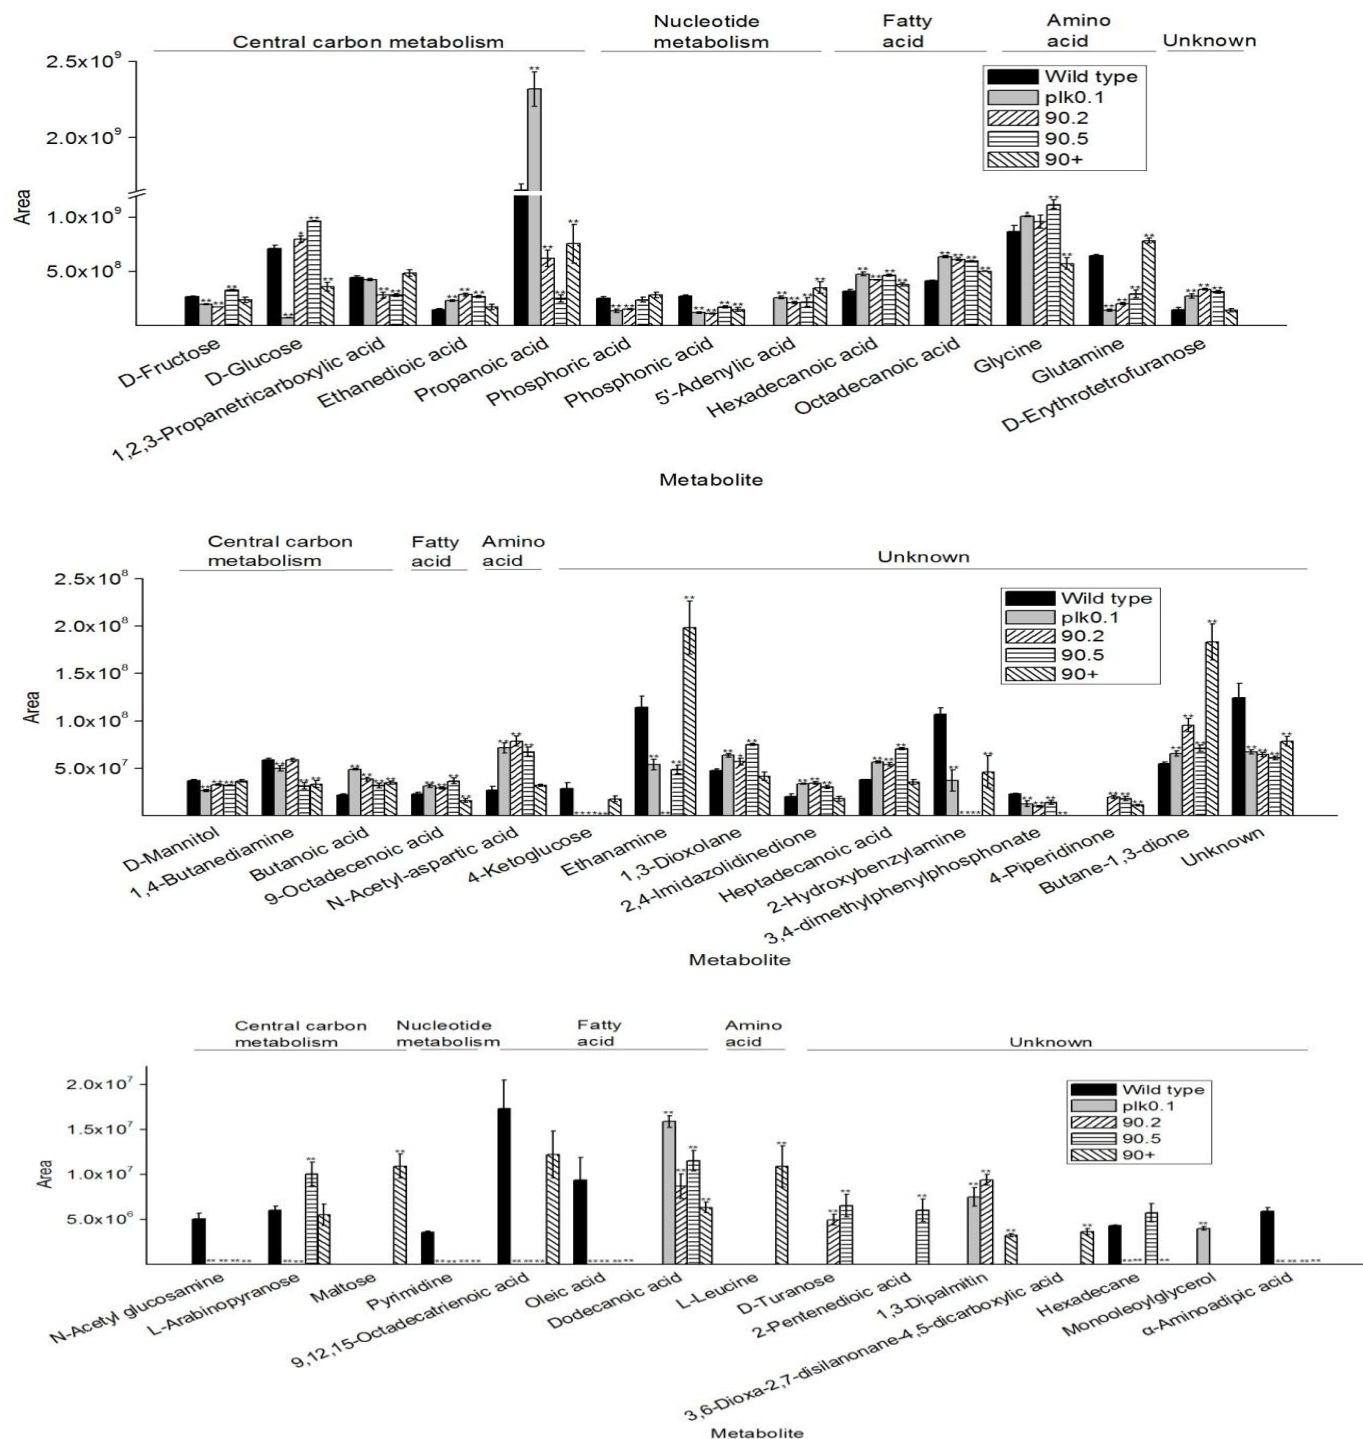 Central carbon metabolism
Nucleotide
metabolism
Fatty
acid
Amino
acid
Unknown
2.5x10⁹
2.0x10⁹
1.0x10⁹
5.0x10⁸
Area
Wild type
plk0.1
90.2
90.5
90+
D-Fructose
D-Glucose
1,2,3-Propanetricarboxylic acid
Ethanedioic acid
Propanoic acid
Phosphoric acid
Phosphonic acid
5'-Adenylic acid
Hexadecanoic acid
Octadecanoic acid
Glycine
Glutamine
D-Erythrotetrofuranose
Metabolite
Central carbon
metabolism
Fatty
acid
Amino
acid
Unknown
2.5x10⁸
2.0x10⁸
1.5x10⁸
1.0x10⁸
5.0x10⁷
Area
Wild type
plk0.1
90.2
90.5
90+
D-Mannitol
1,4-Butanediamine
Butanoic acid
9-Octadecenoic acid
N-Acetyl-aspartic acid
4-Ketoglucose
Ethanamine
1,3-Dioxolane
2,4-Imidazolidinedione
Heptadecanoic acid
2-Hydroxybenzylamine
3,4-dimethylphenylphosphonate
4-Piperidinone
Butane-1,3-dione
Unknown
Metabolite
Central carbon
metabolism
Nucleotide
metabolism
Fatty
acid
Amino
acid
Unknown
2.0x10⁷
1.5x10⁷
1.0x10⁷
5.0x10⁶
Area
Wild type
plk0.1
90.2
90.5
90+
N-Acetyl glucosamine
L-Arabinopyranose
Maltose
Pyrimidine
9,12,15-Octadecatrienoic acid
Oleic acid
Dodecanoic acid
L-Leucine
D-Turanose
2-Pentenedioic acid
1,3-Dipalmitin
3,6-Dioxa-2,7-disilanonane-4,5-dicarboxylic acid
Hexadecane
Monooleoylglycerol
α-Aminoadipic acid
Metabolite